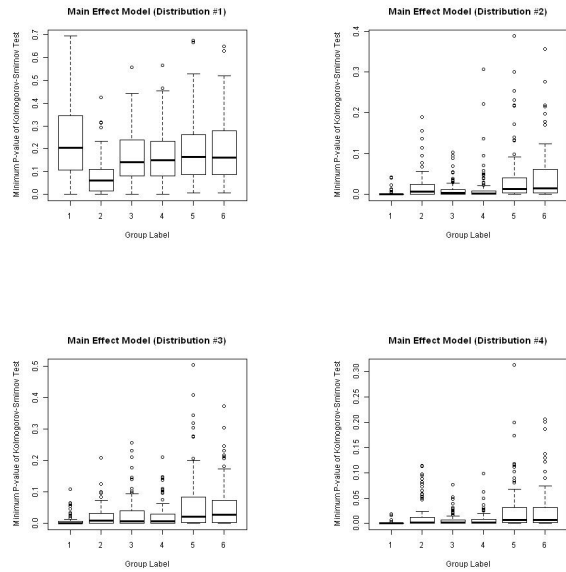 Main Effect Model (Distribution #1)
Minimum P-value of Kolmogorov-Smirnov Test
0.0 0.1 0.2 0.3 0.4 0.5 0.6 0.7
1 2 3 4 5 6
Group Label
Main Effect Model (Distribution #2)
Minimum P-value of Kolmogorov-Smirnov Test
0.0 0.1 0.2 0.3 0.4
1 2 3 4 5 6
Group Label
Main Effect Model (Distribution #3)
Minimum P-value of Kolmogorov-Smirnov Test
0.0 0.1 0.2 0.3 0.4 0.5
1 2 3 4 5 6
Group Label
Main Effect Model (Distribution #4)
Minimum P-value of Kolmogorov-Smirnov Test
0.00 0.05 0.10 0.15 0.20 0.25 0.30
1 2 3 4 5 6
Group Label